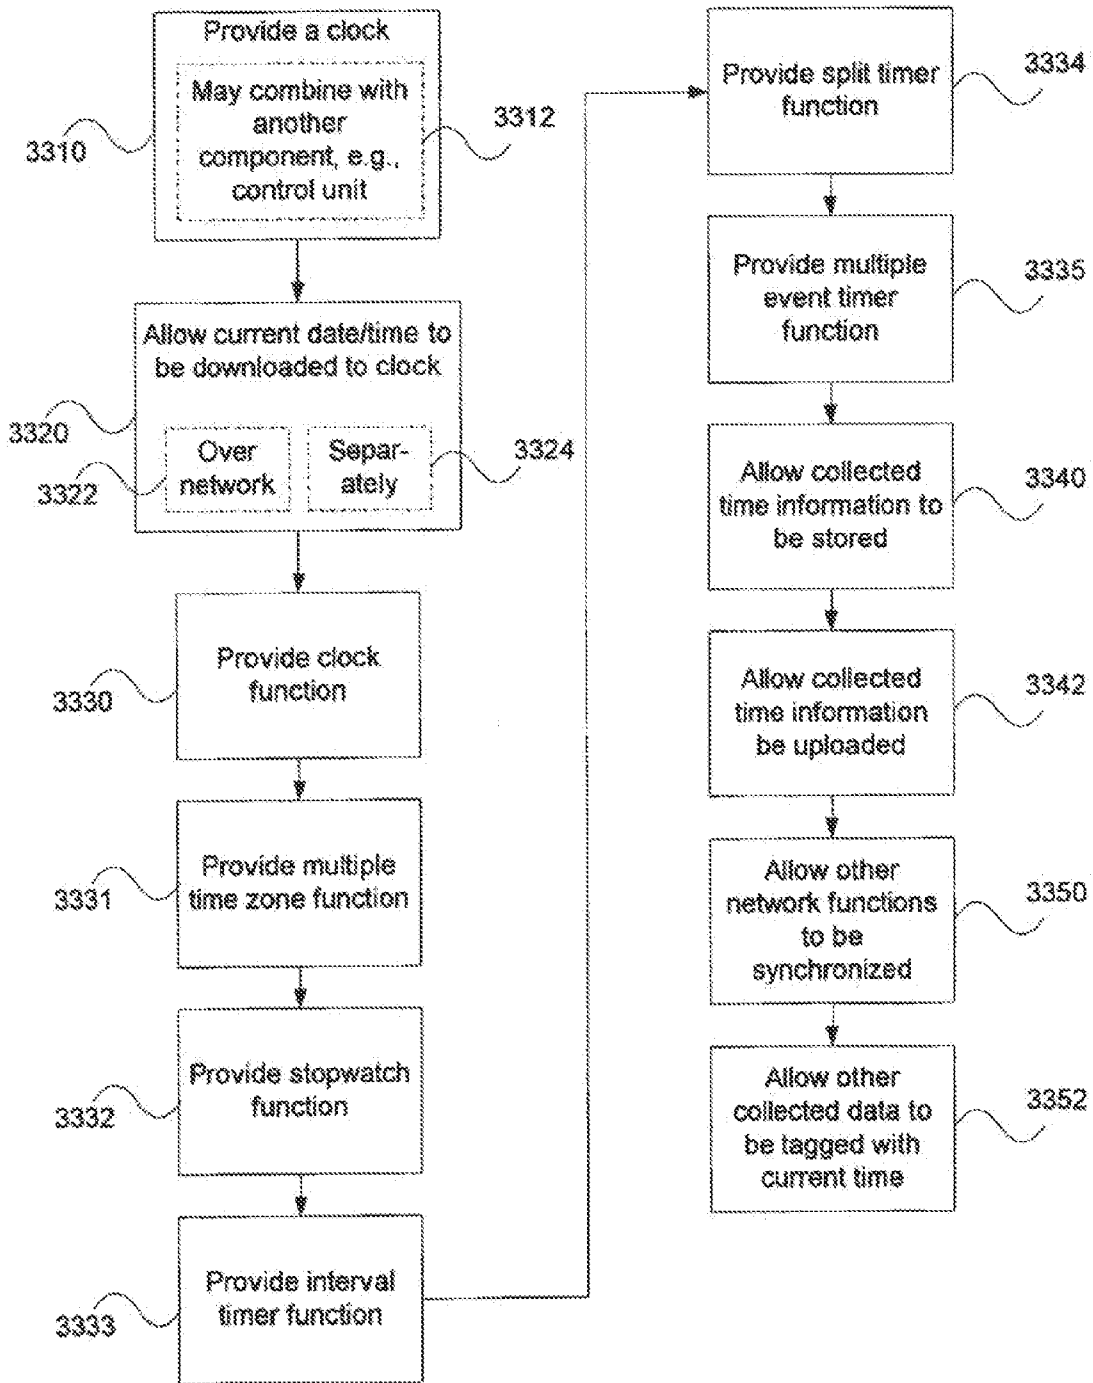 Provide a clock
May combine with
another
component, e.g.,
control unit
3310
3312
Allow current date/time to
be downloaded to clock
3320
Over
network
3322
Separ-
ately
3324
Provide clock
function
3330
Provide multiple
time zone function
3331
Provide stopwatch
function
3332
Provide interval
timer function
3333
Provide split timer
function
3334
Provide multiple
event timer
function
3335
Allow collected
time information to
be stored
3340
Allow collected
time information
be uploaded
3342
Allow other
network functions
to be
synchronized
3350
Allow other
collected data to
be tagged with
current time
3352